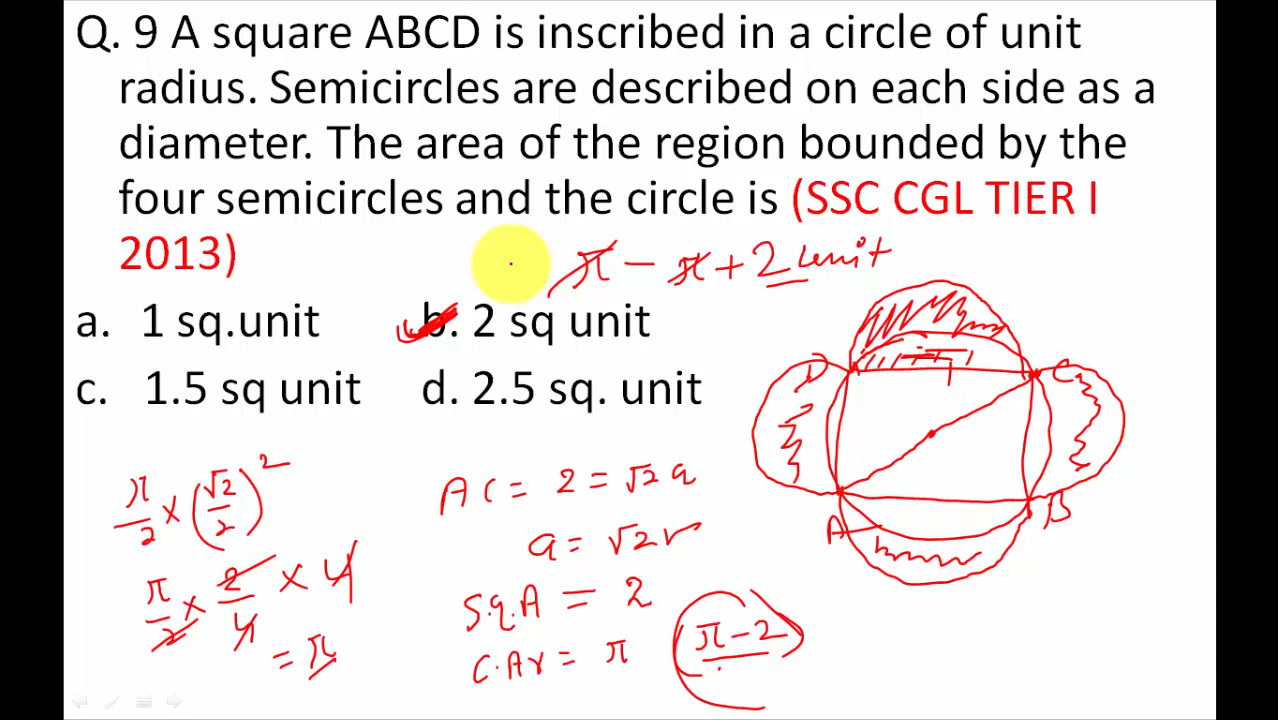 Q. 9 A square ABCD is inscribed in a circle of unit
radius. Semicircles are described on each side as a
diameter. The area of the region bounded by the
four semicircles and the circle is (SSC CGL TIER I
2013)
π - π + 2 unit
a. 1 sq.unit b. 2 sq unit
c. 1.5 sq unit d. 2.5 sq. unit
D C
A B
π/2 × (√2/2)²
π/2 × 2/4 × 4
= π
AC = 2 = √2 a
a = √2
S.q.A = 2
C.Ar = π
π-2